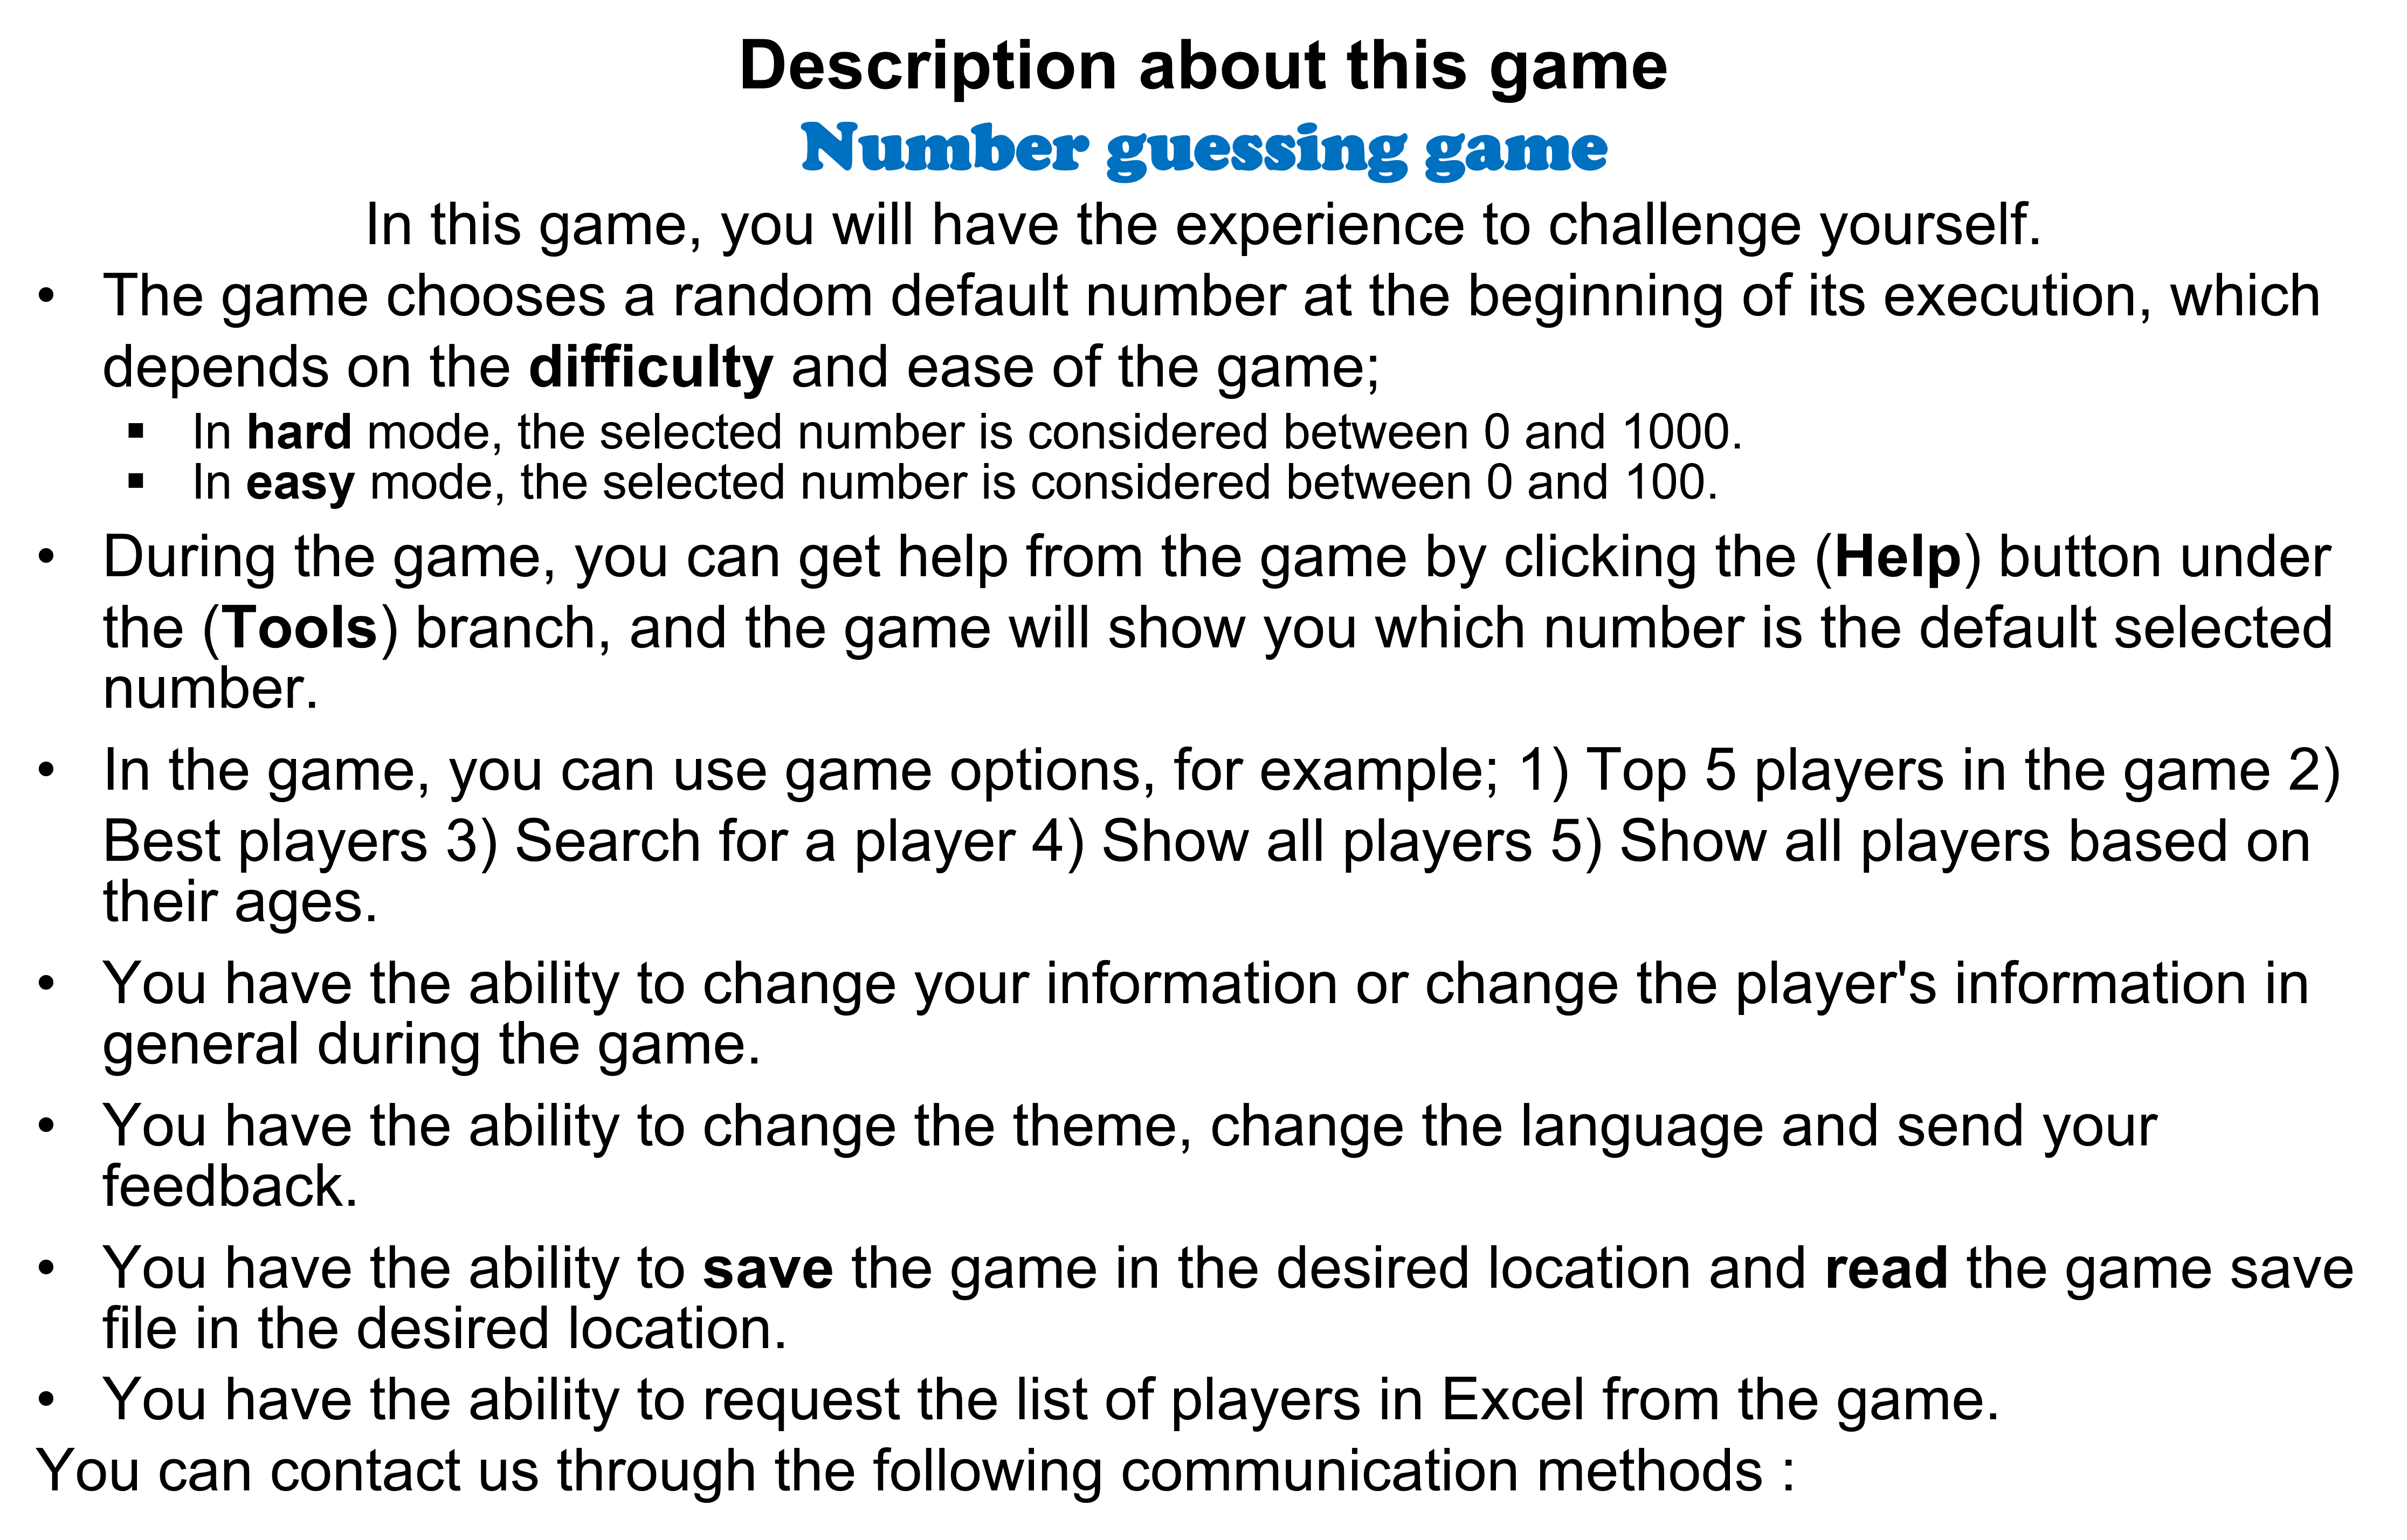 Description about this game
Number guessing game
In this game, you will have the experience to challenge yourself.
• The game chooses a random default number at the beginning of its execution, which
depends on the difficulty and ease of the game;
▪ In hard mode, the selected number is considered between 0 and 1000.
▪ In easy mode, the selected number is considered between 0 and 100.
• During the game, you can get help from the game by clicking the (Help) button under
the (Tools) branch, and the game will show you which number is the default selected
number.
• In the game, you can use game options, for example; 1) Top 5 players in the game 2)
Best players 3) Search for a player 4) Show all players 5) Show all players based on
their ages.
• You have the ability to change your information or change the player's information in
general during the game.
• You have the ability to change the theme, change the language and send your
feedback.
• You have the ability to save the game in the desired location and read the game save
file in the desired location.
• You have the ability to request the list of players in Excel from the game.
You can contact us through the following communication methods :